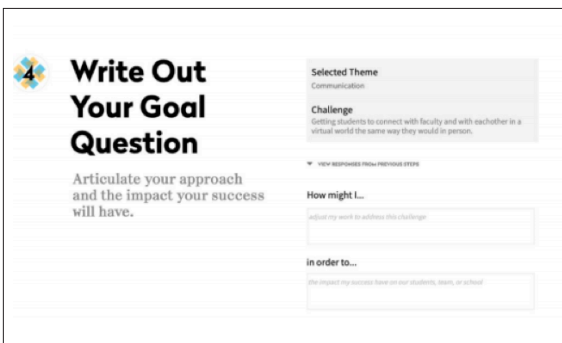 4
Write Out
Your Goal
Question
Articulate your approach
and the impact your success
will have.
Selected Theme
Communication
Challenge
Getting students to connect with faculty and with eachother in a
virtual world the same way they would in person.
VIEW RESPONSES FROM PREVIOUS STEPS
How might I...
adjust my work to address this challenge
in order to...
the impact my success have on our students, team, or school